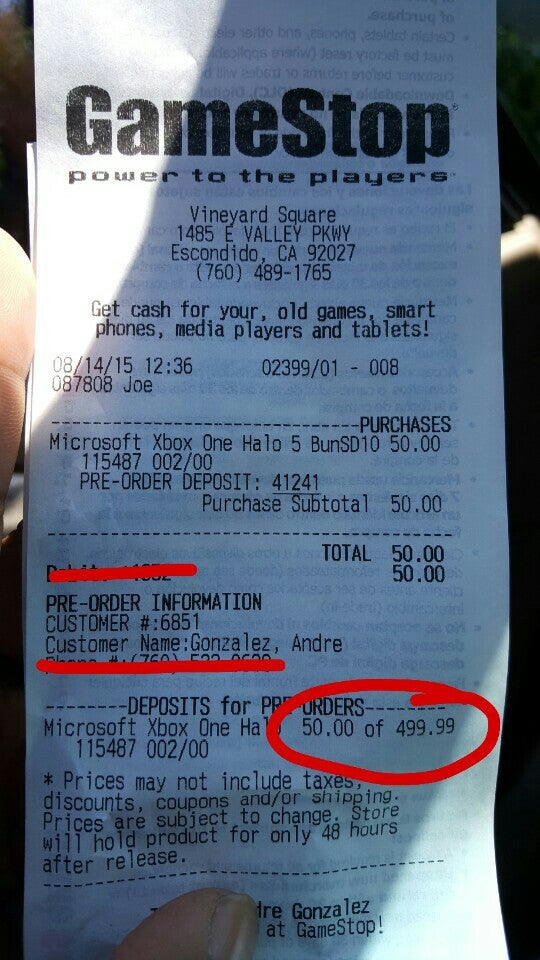 GameStop
power to the players
Vineyard Square
1485 E VALLEY PKWY
Escondido, CA 92027
(760) 489-1765
Get cash for your, old games, smart
phones, media players and tablets!
08/14/15 12:36 02399/01 - 008
087808 Joe
PURCHASES
Microsoft Xbox One Halo 5 BunSD10 50.00
115487 002/00
PRE-ORDER DEPOSIT: 41241
Purchase Subtotal 50.00
TOTAL 50.00
50.00
PRE-ORDER INFORMATION
CUSTOMER #:6851
Customer Name:Gonzalez, Andre
DEPOSITS for PRE-ORDERS
Microsoft Xbox One Halo 50.00 of 499.99
115487 002/00
* Prices may not include taxes,
discounts, coupons and/or shipping.
Prices are subject to change. Store
will hold product for only 48 hours
after release.
Gonzalez
at GameStop!